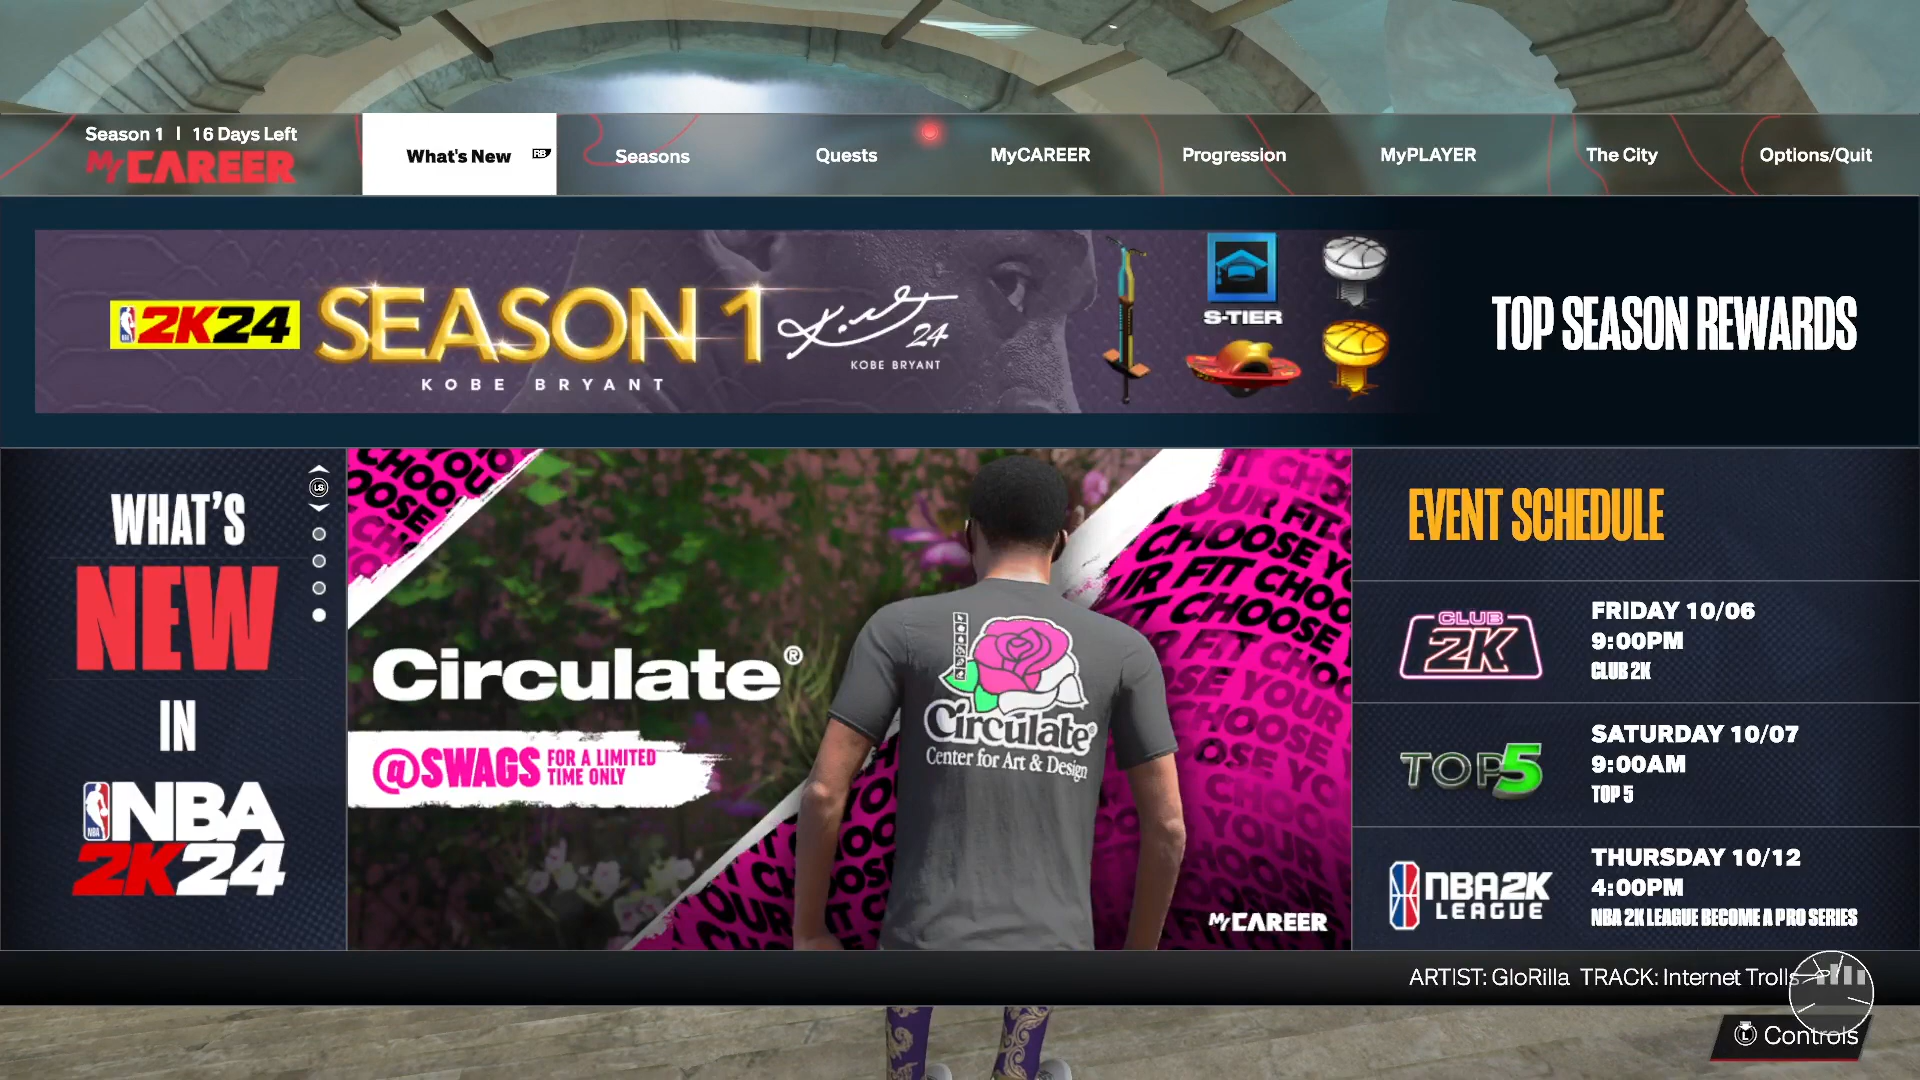 Season 1 | 16 Days Left
MyCAREER
What's New
RB
Seasons
Quests
MyCAREER
Progression
MyPLAYER
The City
Options/Quit
2K24
SEASON 1
KOBE BRYANT
24
KOBE BRYANT
S-TIER
TOP SEASON REWARDS
WHAT'S
NEW
IN
NBA
NBA
2K24
LS
Circulate®
@SWAGS FOR A LIMITED
TIME ONLY
Circulate®
Center for Art & Design
CHOOSE YOUR FIT
MyCAREER
EVENT SCHEDULE
CLUB
2K
FRIDAY 10/06
9:00PM
CLUB 2K
TOP5
SATURDAY 10/07
9:00AM
TOP 5
NBA2K
LEAGUE
THURSDAY 10/12
4:00PM
NBA 2K LEAGUE BECOME A PRO SERIES
ARTIST: GloRilla TRACK: Internet Trolls
L Controls